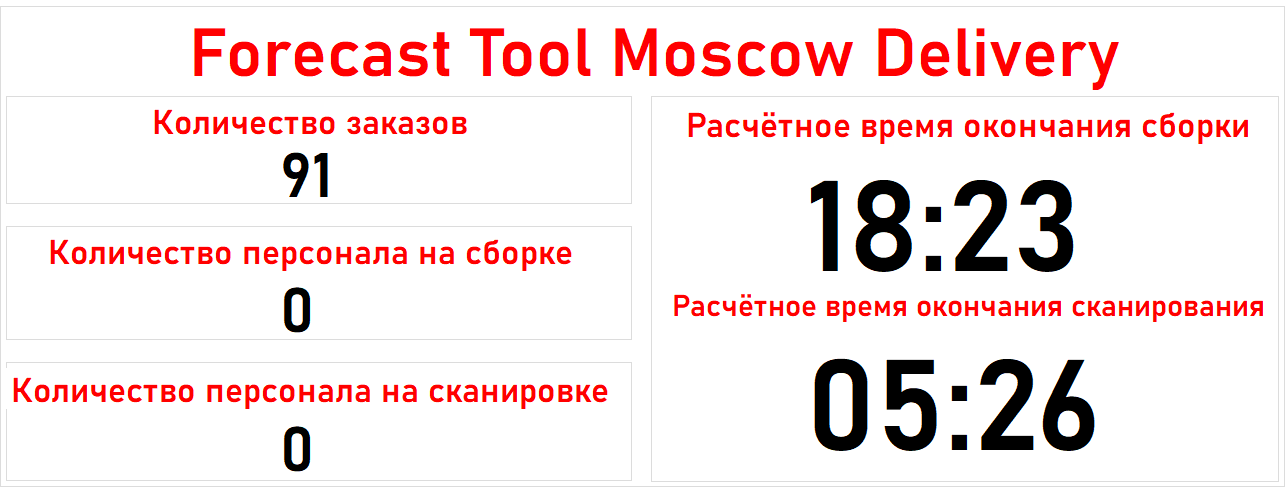 Forecast Tool Moscow Delivery
Количество заказов
91
Количество персонала на сборке
0
Количество персонала на сканировке
0
Расчётное время окончания сборки
18:23
Расчётное время окончания сканирования
05:26